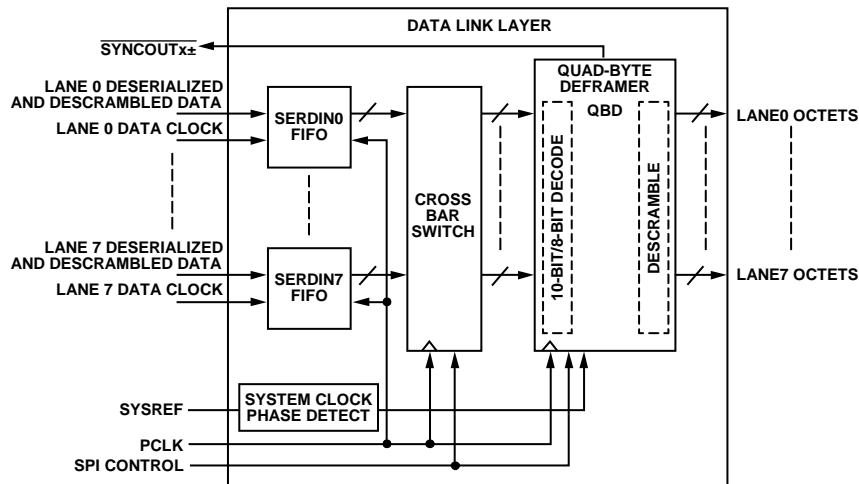 DATA LINK LAYER
SYNCOUTx±
LANE 0 DESERIALIZED
AND DESCRAMBLED DATA
LANE 0 DATA CLOCK
SERDIN0
FIFO
QUAD-BYTE
DEFRAMER
QBD
LANE0 OCTETS
CROSS
BAR
SWITCH
10-BIT/8-BIT DECODE
DESCRAMBLE
LANE 7 DESERIALIZED
AND DESCRAMBLED DATA
LANE 7 DATA CLOCK
SERDIN7
FIFO
LANE7 OCTETS
SYSREF
SYSTEM CLOCK
PHASE DETECT
PCLK
SPI CONTROL